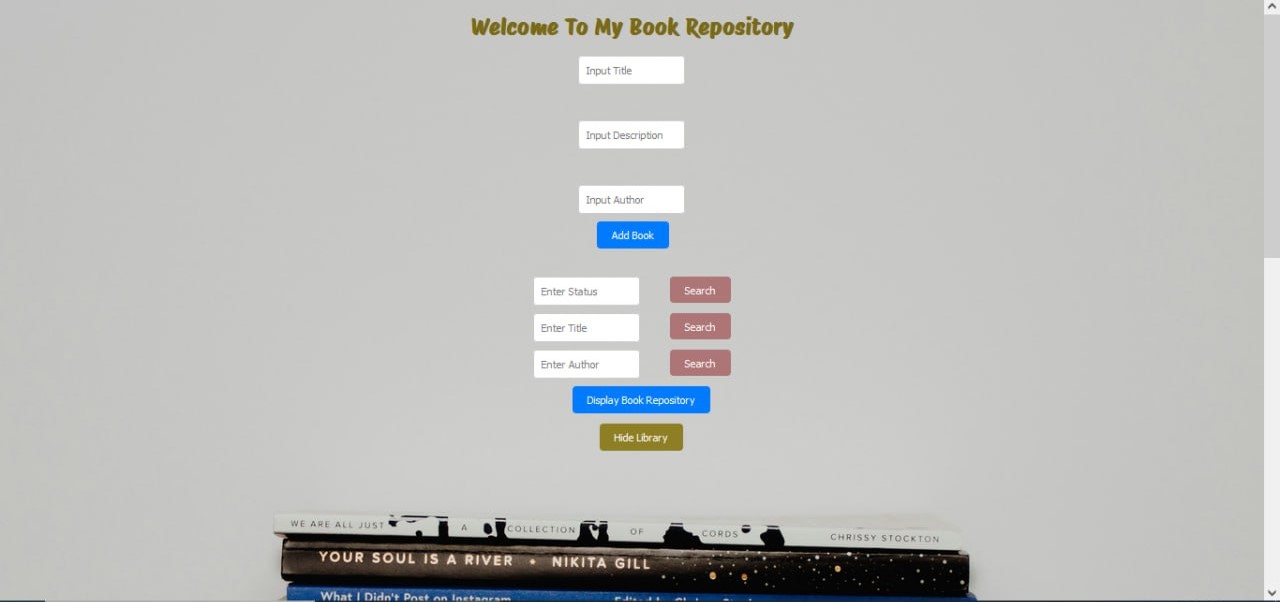 Welcome To My Book Repository
Input Title
Input Description
Input Author
Add Book
Enter Status Search
Enter Title Search
Enter Author Search
Display Book Repository
Hide Library
WE ARE ALL JUST A COLLECTION OF CORDS CHRISSY STOCKTON
YOUR SOUL IS A RIVER • NIKITA GILL
What I Didn't Post on Instagram Edited by